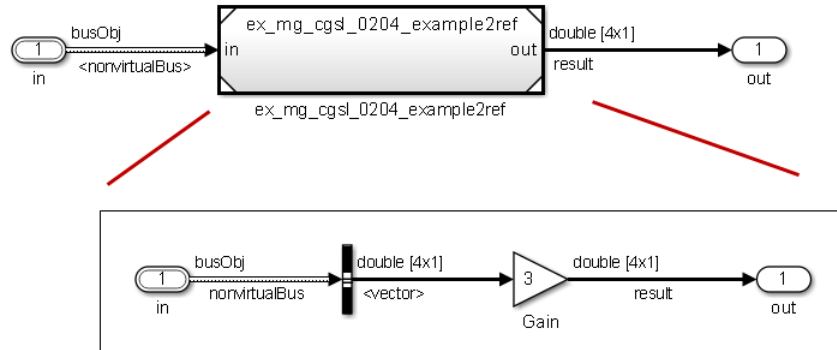 busObj
ex_mg_cgsl_0204_example2ref
double [4x1]
1
in
out
1
<nonvirtualBus>
result
in
out
ex_mg_cgsl_0204_example2ref
busObj
double [4x1]
double [4x1]
1
3
1
nonvirtualBus
<vector>
result
in
out
Gain